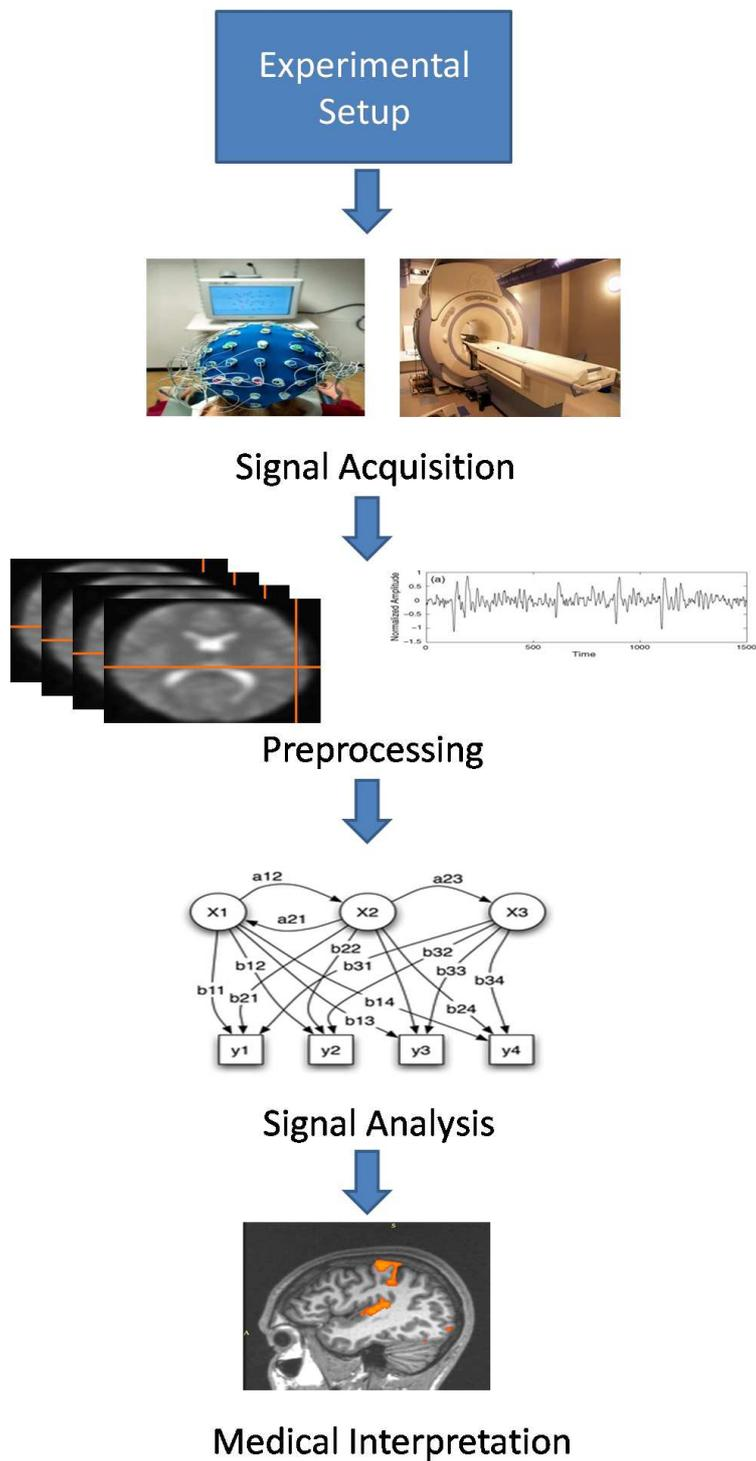 Experimental
Setup
Signal Acquisition
(a)
Normalized Amplitude
1
0.5
0
−0.5
−1
−1.5
0
500
1000
1500
Time
Preprocessing
a12
a23
X1
X2
X3
a21
b22
b32
b12
b31
b33
b11
b21
b14
b34
b24
b13
y1
y2
y3
y4
Signal Analysis
S
A
Medical Interpretation